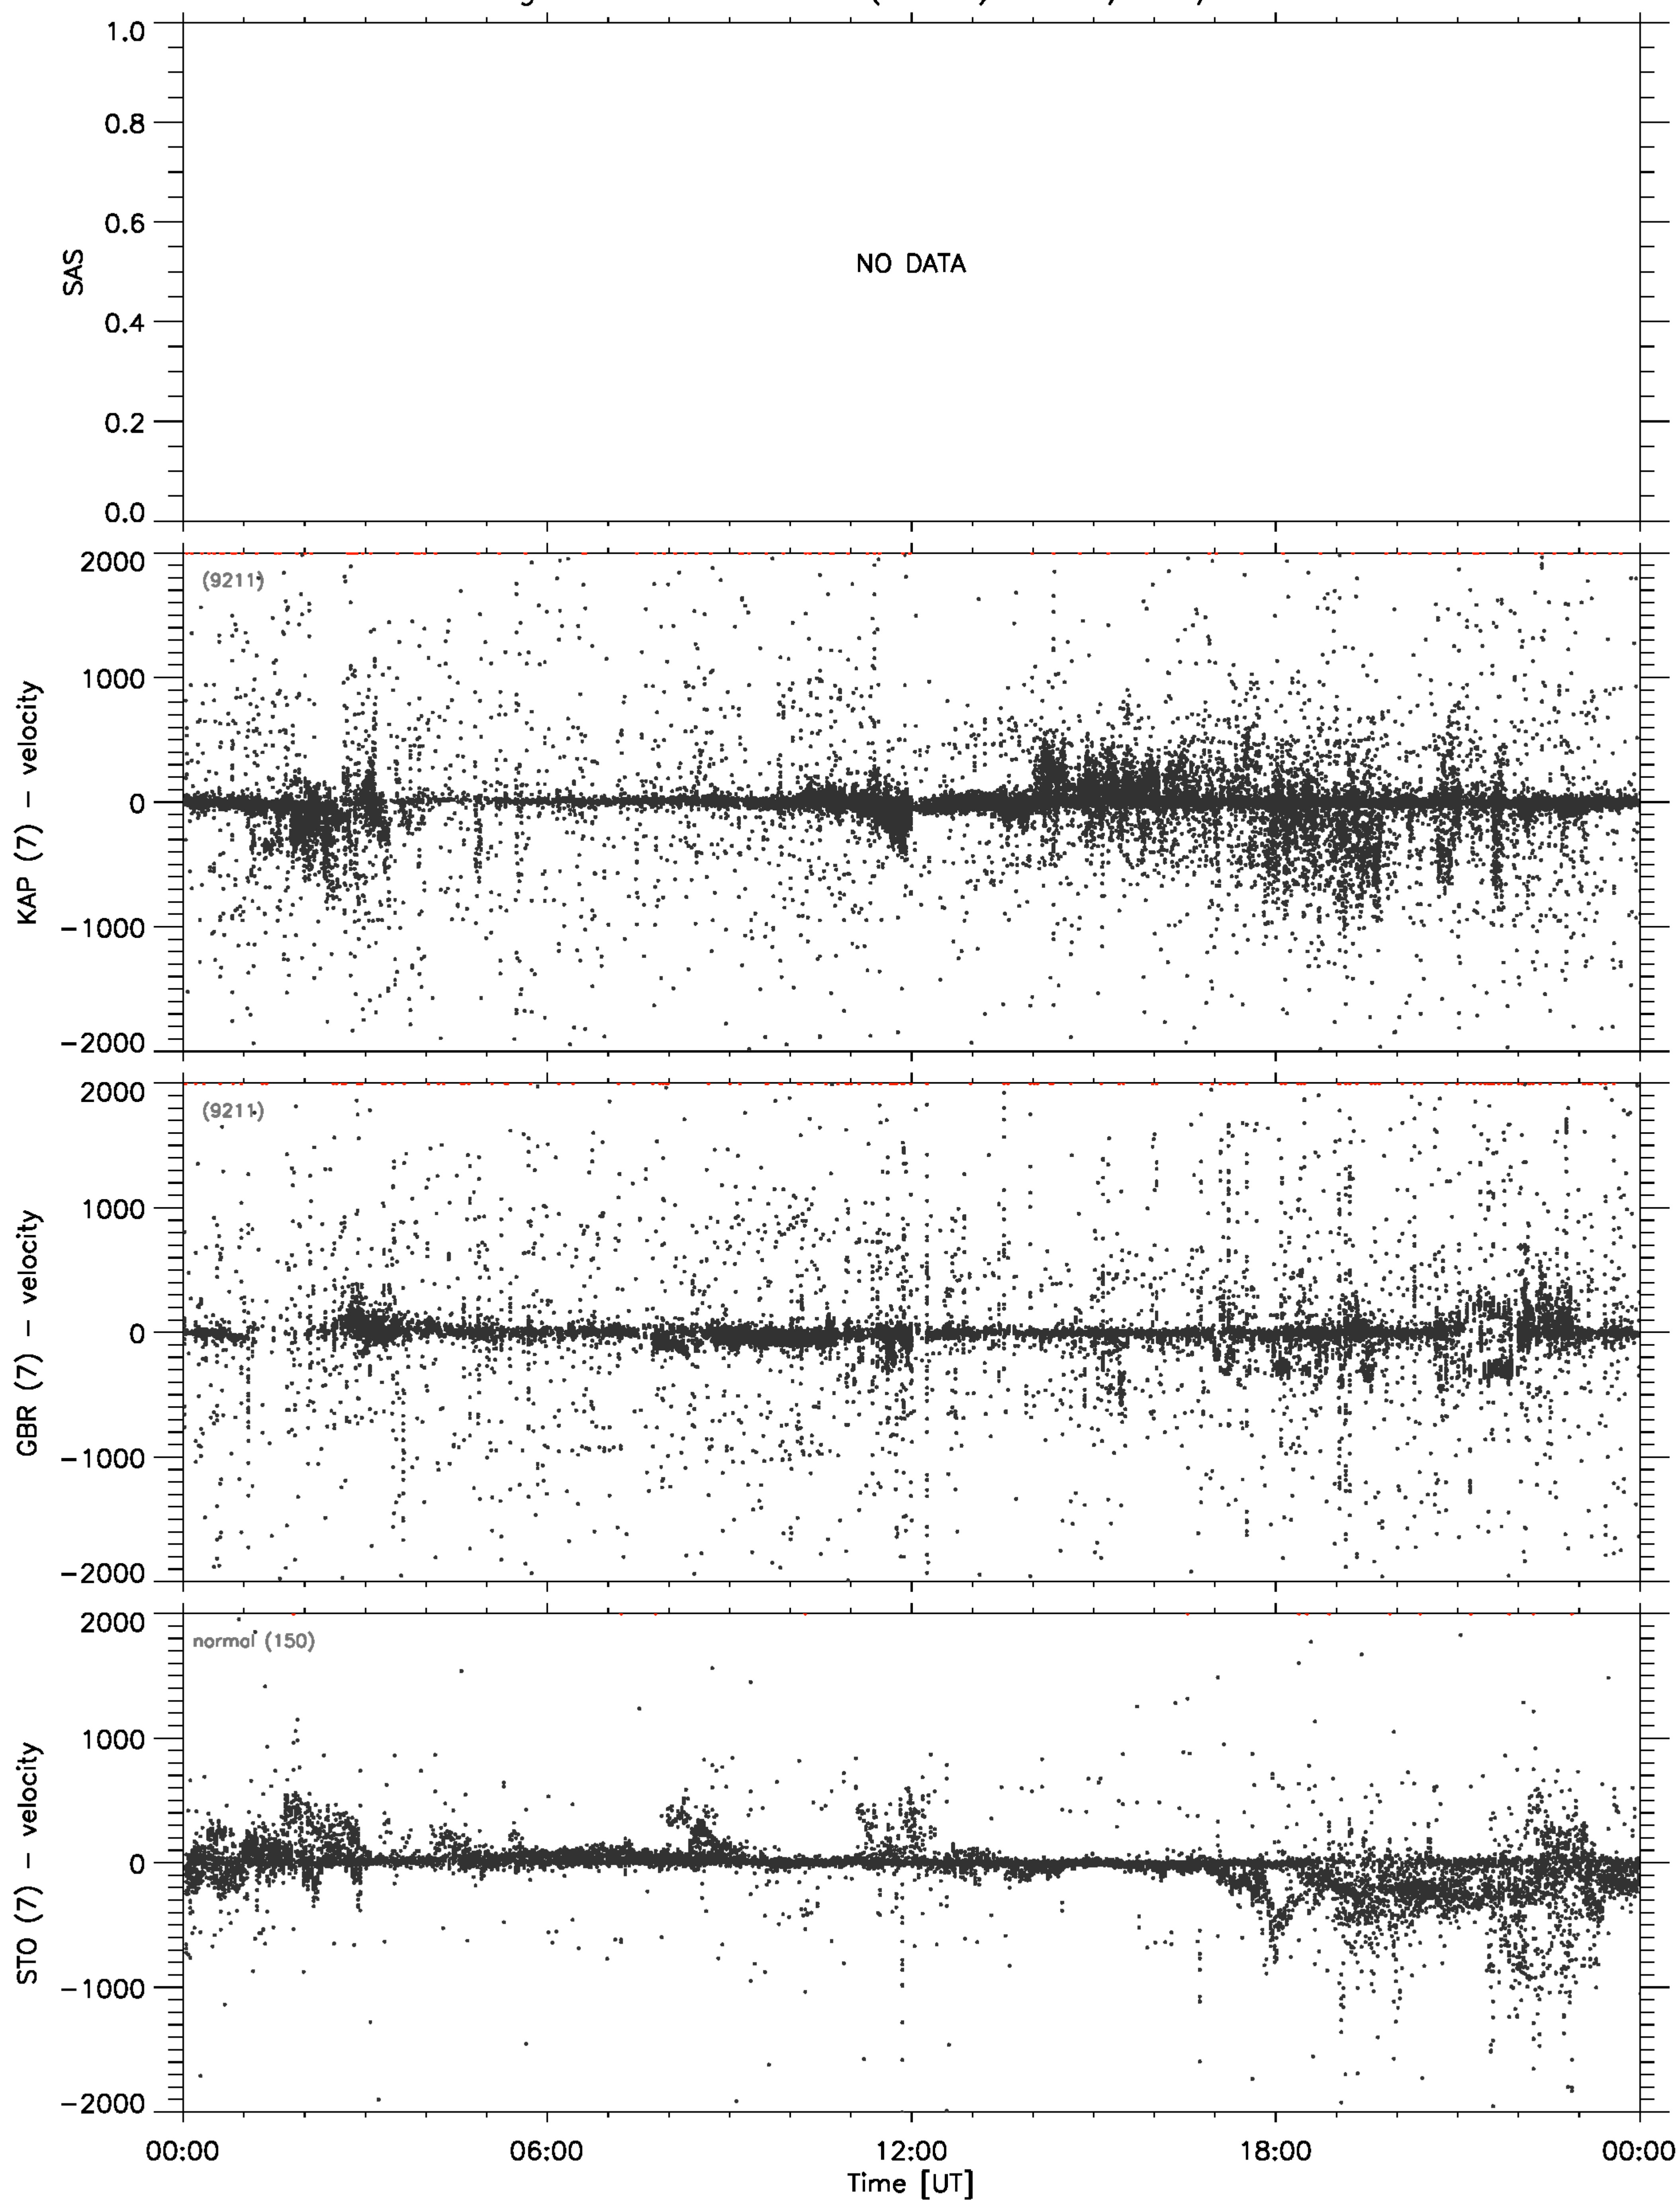 1.0
0.8
0.6
0.4
0.2
0.0
SAS
NO DATA
2000
1000
0
−1000
−2000
KAP (7) − velocity
(9211)
2000
1000
0
−1000
−2000
GBR (7) − velocity
(9211)
2000
1000
0
−1000
−2000
STO (7) − velocity
normal (150)
00:00 06:00 12:00 18:00 00:00
Time [UT]